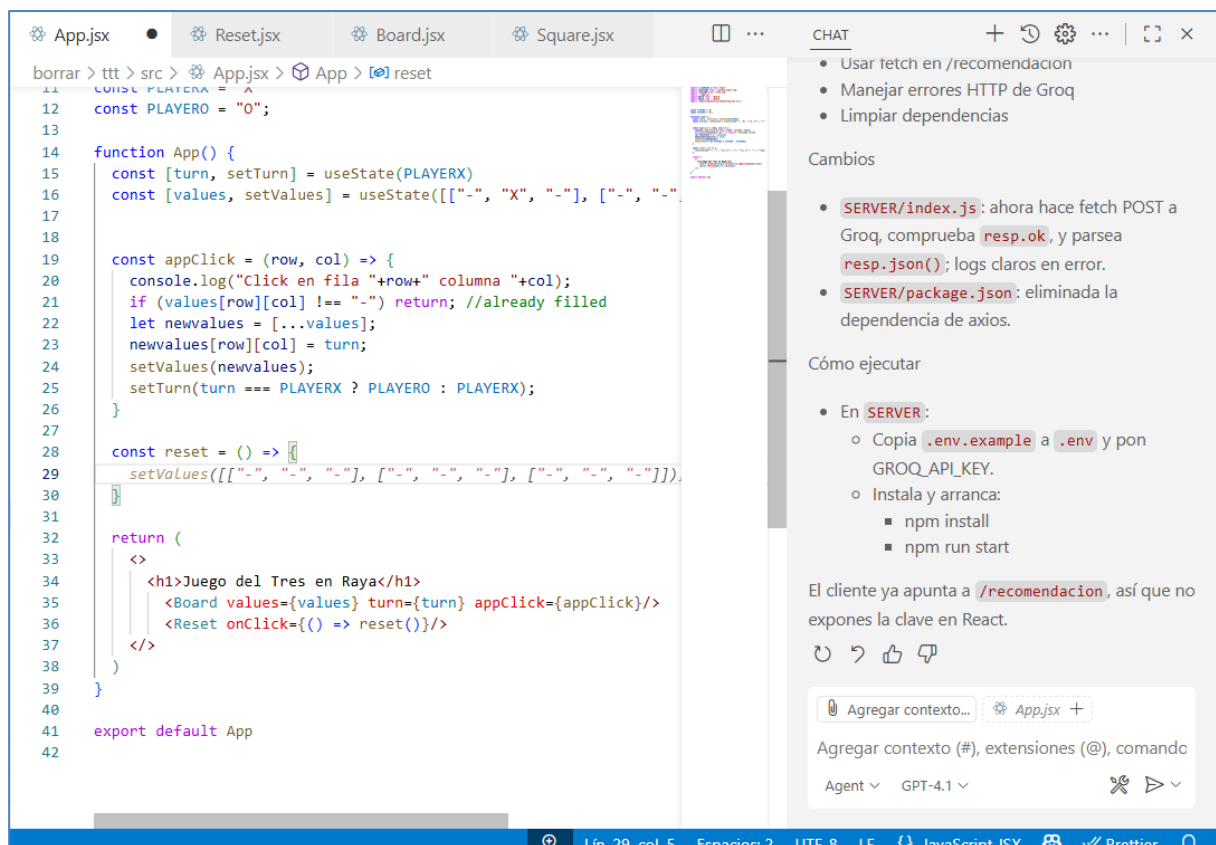 App.jsx
Reset.jsx
Board.jsx
Square.jsx
borrar > ttt > src > App.jsx > App > reset
11 const PLAYERX = "X"
12 const PLAYERO = "O";
13
14 function App() {
15 const [turn, setTurn] = useState(PLAYERX)
16 const [values, setValues] = useState([["-", "X", "-"], ["-", "-"
17
18
19 const appClick = (row, col) => {
20 console.log("Click en fila "+row+" columna "+col);
21 if (values[row][col] !== "-") return; //already filled
22 let newvalues = [...values];
23 newvalues[row][col] = turn;
24 setValues(newvalues);
25 setTurn(turn === PLAYERX ? PLAYERO : PLAYERX);
26 }
27
28 const reset = () => {
29 setValues([["-", "-", "-"], ["-", "-", "-"], ["-", "-", "-"]])
30 }
31
32 return (
33 <>
34 <h1>Juego del Tres en Raya</h1>
35 <Board values={values} turn={turn} appClick={appClick}/>
36 <Reset onClick={() => reset()}/>
37 </>
38 )
39 }
40
41 export default App
42
CHAT
Usar fetch en /recomendacion
Manejar errores HTTP de Groq
Limpiar dependencias
Cambios
SERVER/index.js: ahora hace fetch POST a
Groq, comprueba resp.ok, y parsea
resp.json(); logs claros en error.
SERVER/package.json: eliminada la
dependencia de axios.
Cómo ejecutar
En SERVER:
Copia .env.example a .env y pon
GROQ_API_KEY.
Instala y arranca:
npm install
npm run start
El cliente ya apunta a /recomendacion, así que no
expones la clave en React.
Agregar contexto...
App.jsx +
Agregar contexto (#), extensiones (@), comando
Agent
GPT-4.1
Lín. 29, col. 5 Espacios: 2 UTF-8 LF {} JavaScript JSX Prettier